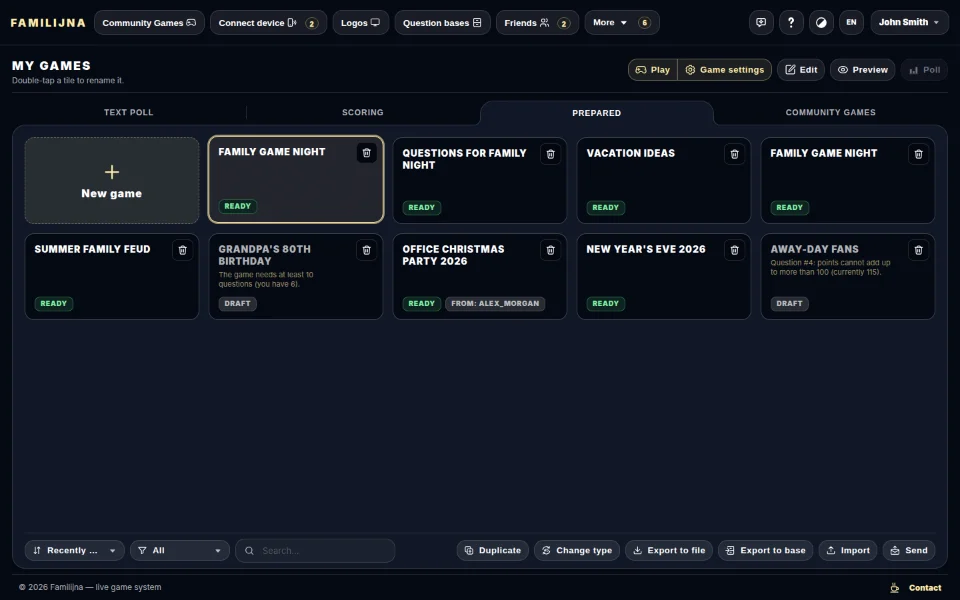 FAMILIJNA
Community Games
Connect device 2
Logos
Question bases
Friends 2
More 6
?
EN
John Smith
MY GAMES
Double-tap a tile to rename it.
Play
Game settings
Edit
Preview
Poll
TEXT POLL
SCORING
PREPARED
COMMUNITY GAMES
New game
FAMILY GAME NIGHT
READY
QUESTIONS FOR FAMILY
NIGHT
READY
VACATION IDEAS
READY
FAMILY GAME NIGHT
READY
SUMMER FAMILY FEUD
READY
GRANDPA'S 80TH
BIRTHDAY
The game needs at least 10
questions (you have 6).
DRAFT
OFFICE CHRISTMAS
PARTY 2026
READY FROM: ALEX_MORGAN
NEW YEAR'S EVE 2026
READY
AWAY-DAY FANS
Question #4: points cannot add up
to more than 100 (currently 115).
DRAFT
Recently ...
All
Search...
Duplicate
Change type
Export to file
Export to base
Import
Send
© 2026 Familijna — live game system
Contact